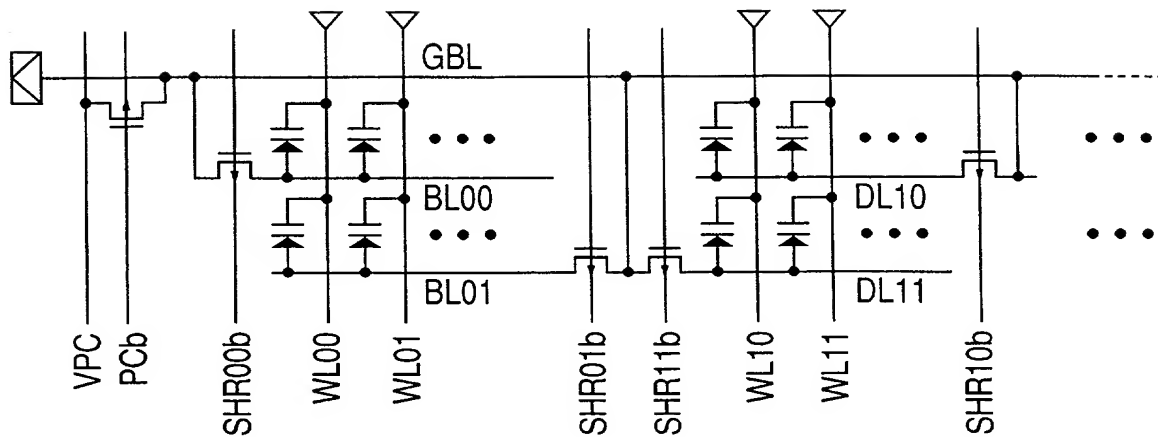 GBL
BL00
DL10
BL01
DL11
VPC
PCb
SHR00b
WL00
WL01
SHR01b
SHR11b
WL10
WL11
SHR10b